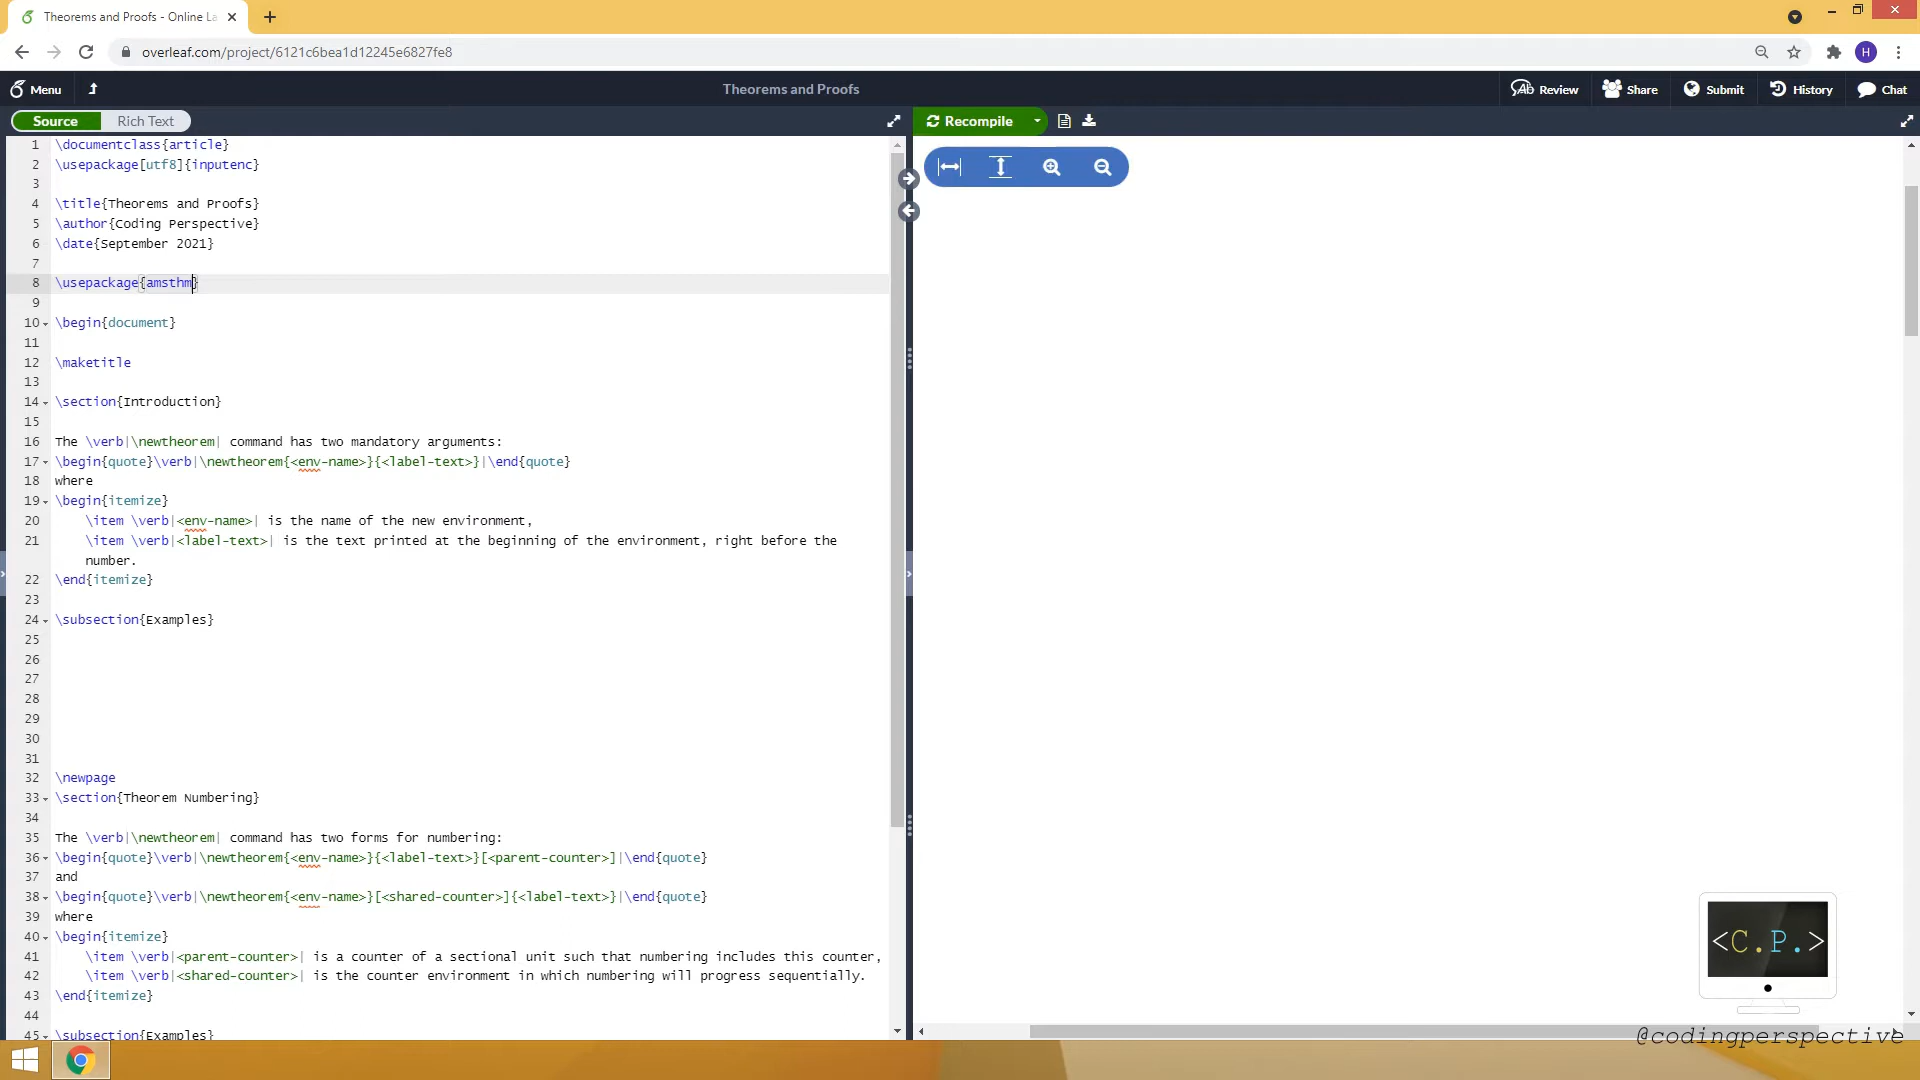 Theorems and Proofs - Online La
overleaf.com/project/6121c6bea1d12245e6827fe8
H
Menu
Theorems and Proofs
Review
Share
Submit
History
Chat
Source
Rich Text
Recompile
1 \documentclass{article}
2 \usepackage[utf8]{inputenc}
3
4 \title{Theorems and Proofs}
5 \author{Coding Perspective}
6 \date{September 2021}
7
8 \usepackage{amsthm}
9
10 \begin{document}
11
12 \maketitle
13
14 \section{Introduction}
15
16 The \verb|\newtheorem| command has two mandatory arguments:
17 \begin{quote}\verb|\newtheorem{<env-name>}{<label-text>}|\end{quote}
18 where
19 \begin{itemize}
20 \item \verb|<env-name>| is the name of the new environment,
21 \item \verb|<label-text>| is the text printed at the beginning of the environment, right before the
number.
22 \end{itemize}
23
24 \subsection{Examples}
25
26
27
28
29
30
31
32 \newpage
33 \section{Theorem Numbering}
34
35 The \verb|\newtheorem| command has two forms for numbering:
36 \begin{quote}\verb|\newtheorem{<env-name>}{<label-text>}[<parent-counter>]|\end{quote}
37 and
38 \begin{quote}\verb|\newtheorem{<env-name>}[<shared-counter>]{<label-text>}|\end{quote}
39 where
40 \begin{itemize}
41 \item \verb|<parent-counter>| is a counter of a sectional unit such that numbering includes this counter,
42 \item \verb|<shared-counter>| is the counter environment in which numbering will progress sequentially.
43 \end{itemize}
44
45 \subsection{Examples}
<C.P.>
@codingperspective